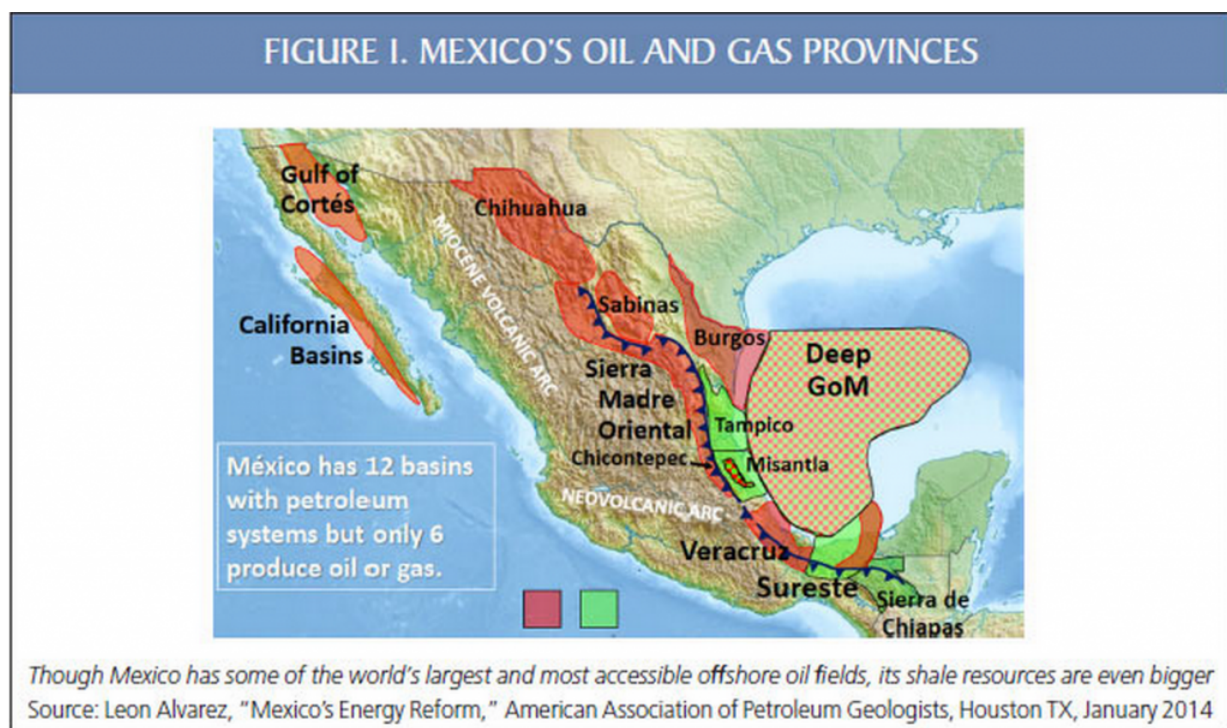 FIGURE I. MEXICO'S OIL AND GAS PROVINCES
Gulf of
Cortés
Chihuahua
MIOCENE VOLCANIC ARC
Sabinas
California
Basins
Burgos
Deep
GoM
Sierra
Madre
Oriental
Tampico
Chicontepec
Misantla
México has 12 basins
with petroleum
systems but only 6
produce oil or gas.
NEOVOLCANIC ARC
Veracruz
Sureste
Sierra de
Chiapas
Though Mexico has some of the world's largest and most accessible offshore oil fields, its shale resources are even bigger
Source: Leon Alvarez, "Mexico's Energy Reform," American Association of Petroleum Geologists, Houston TX, January 2014